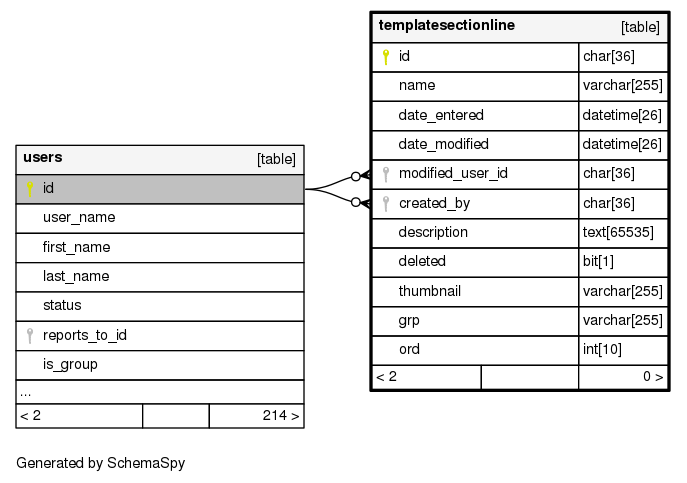 templatesectionline [table]
id char[36]
name varchar[255]
date_entered datetime[26]
date_modified datetime[26]
modified_user_id char[36]
created_by char[36]
description text[65535]
deleted bit[1]
thumbnail varchar[255]
grp varchar[255]
ord int[10]
< 2 0 >
users [table]
id
user_name
first_name
last_name
status
reports_to_id
is_group
...
< 2 214 >
Generated by SchemaSpy